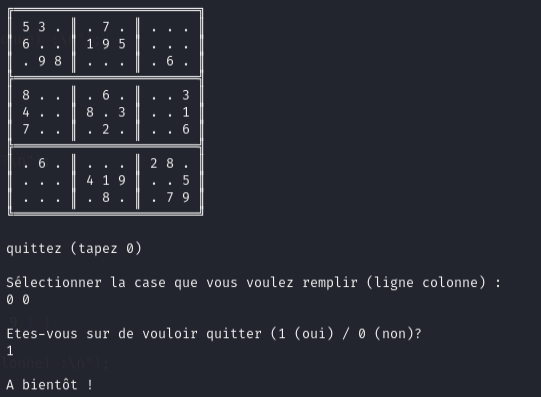 5 3 . . 7 . . . .
6 . . 1 9 5 . . .
. 9 8 . . . . 6 .
8 . . . 6 . . . 3
4 . . 8 . 3 . . 1
7 . . . 2 . . . 6
. 6 . . . . 2 8 .
. . . 4 1 9 . . 5
. . . . 8 . . 7 9
quittez (tapez 0)
Sélectionner la case que vous voulez remplir (ligne colonne) :
0 0
Etes-vous sur de vouloir quitter (1 (oui) / 0 (non)?
1
A bientôt !